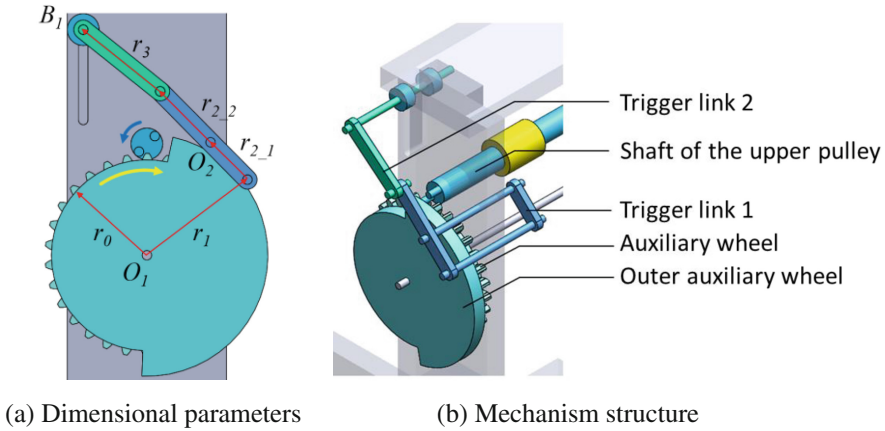 B₁
r₃
r₂_₂
r₂_₁
O₂
r₀
r₁
O₁
Trigger link 2
Shaft of the upper pulley
Trigger link 1
Auxiliary wheel
Outer auxiliary wheel
(a) Dimensional parameters
(b) Mechanism structure